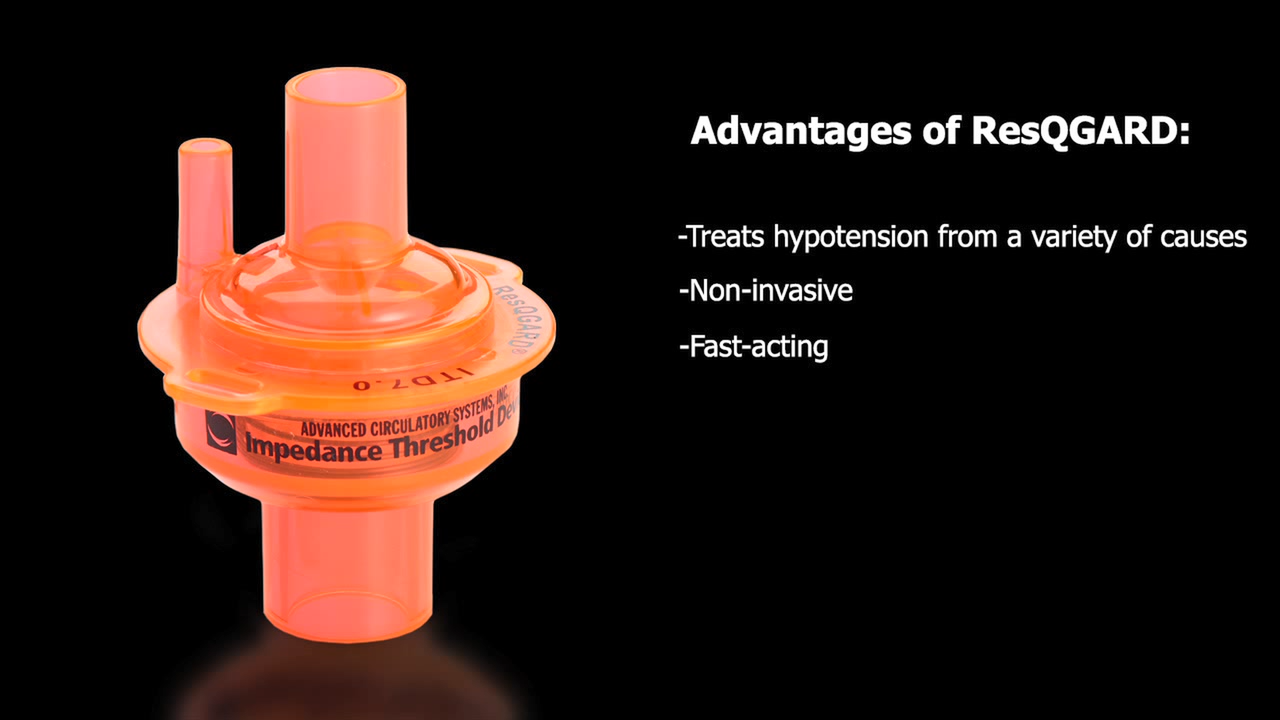 Advantages of ResQGARD:
-Treats hypotension from a variety of causes
-Non-invasive
-Fast-acting
ResQGARD®
ITD7.0
ADVANCED CIRCULATORY SYSTEMS, INC.
Impedance Threshold